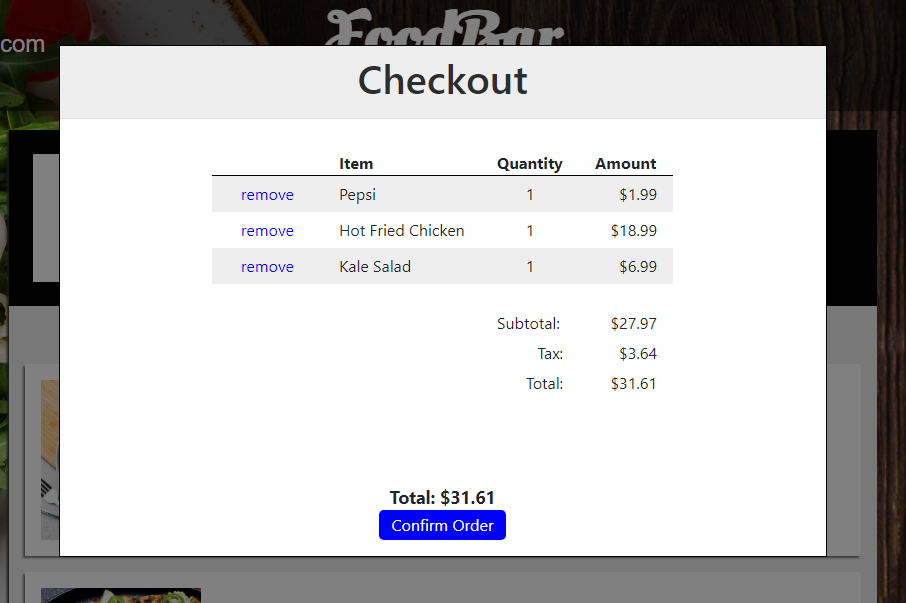 FoodBar
com
Checkout
Item Quantity Amount
remove Pepsi 1 $1.99
remove Hot Fried Chicken 1 $18.99
remove Kale Salad 1 $6.99
Subtotal: $27.97
Tax: $3.64
Total: $31.61
Total: $31.61
Confirm Order